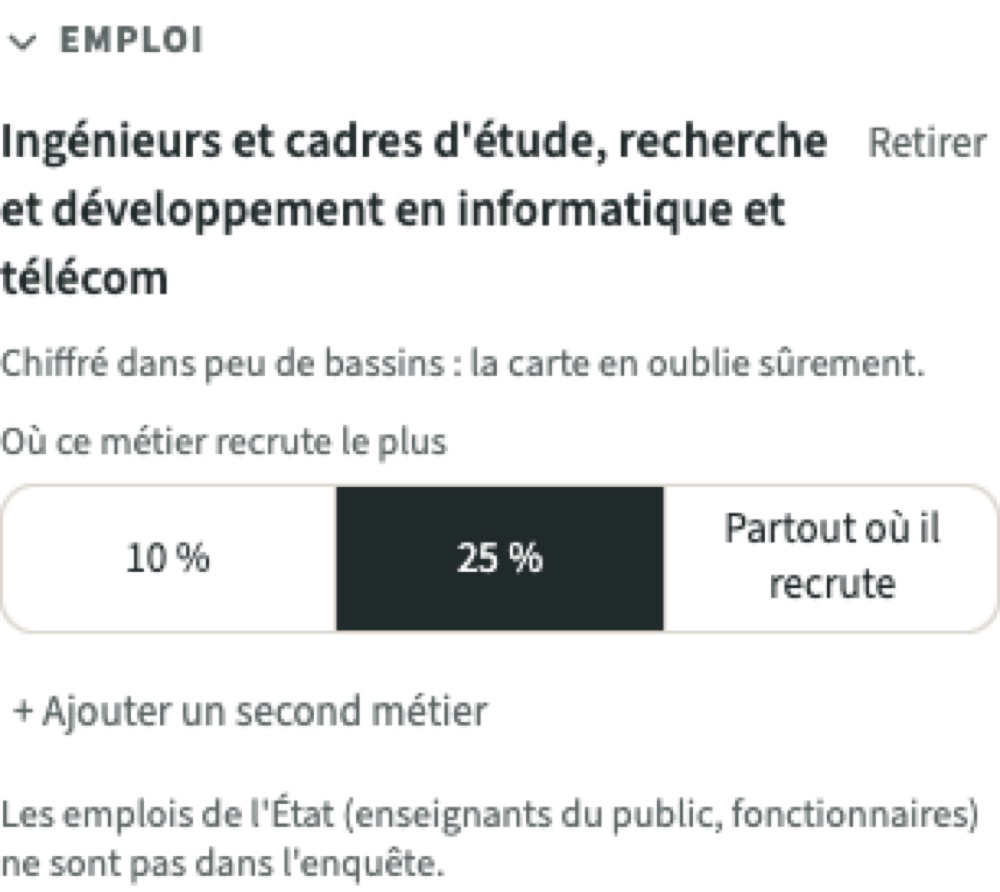 EMPLOI
Ingénieurs et cadres d'étude, recherche Retirer
et développement en informatique et
télécom
Chiffré dans peu de bassins : la carte en oublie sûrement.
Où ce métier recrute le plus
10 % 25 % Partout où il
recrute
+ Ajouter un second métier
Les emplois de l'État (enseignants du public, fonctionnaires)
ne sont pas dans l'enquête.